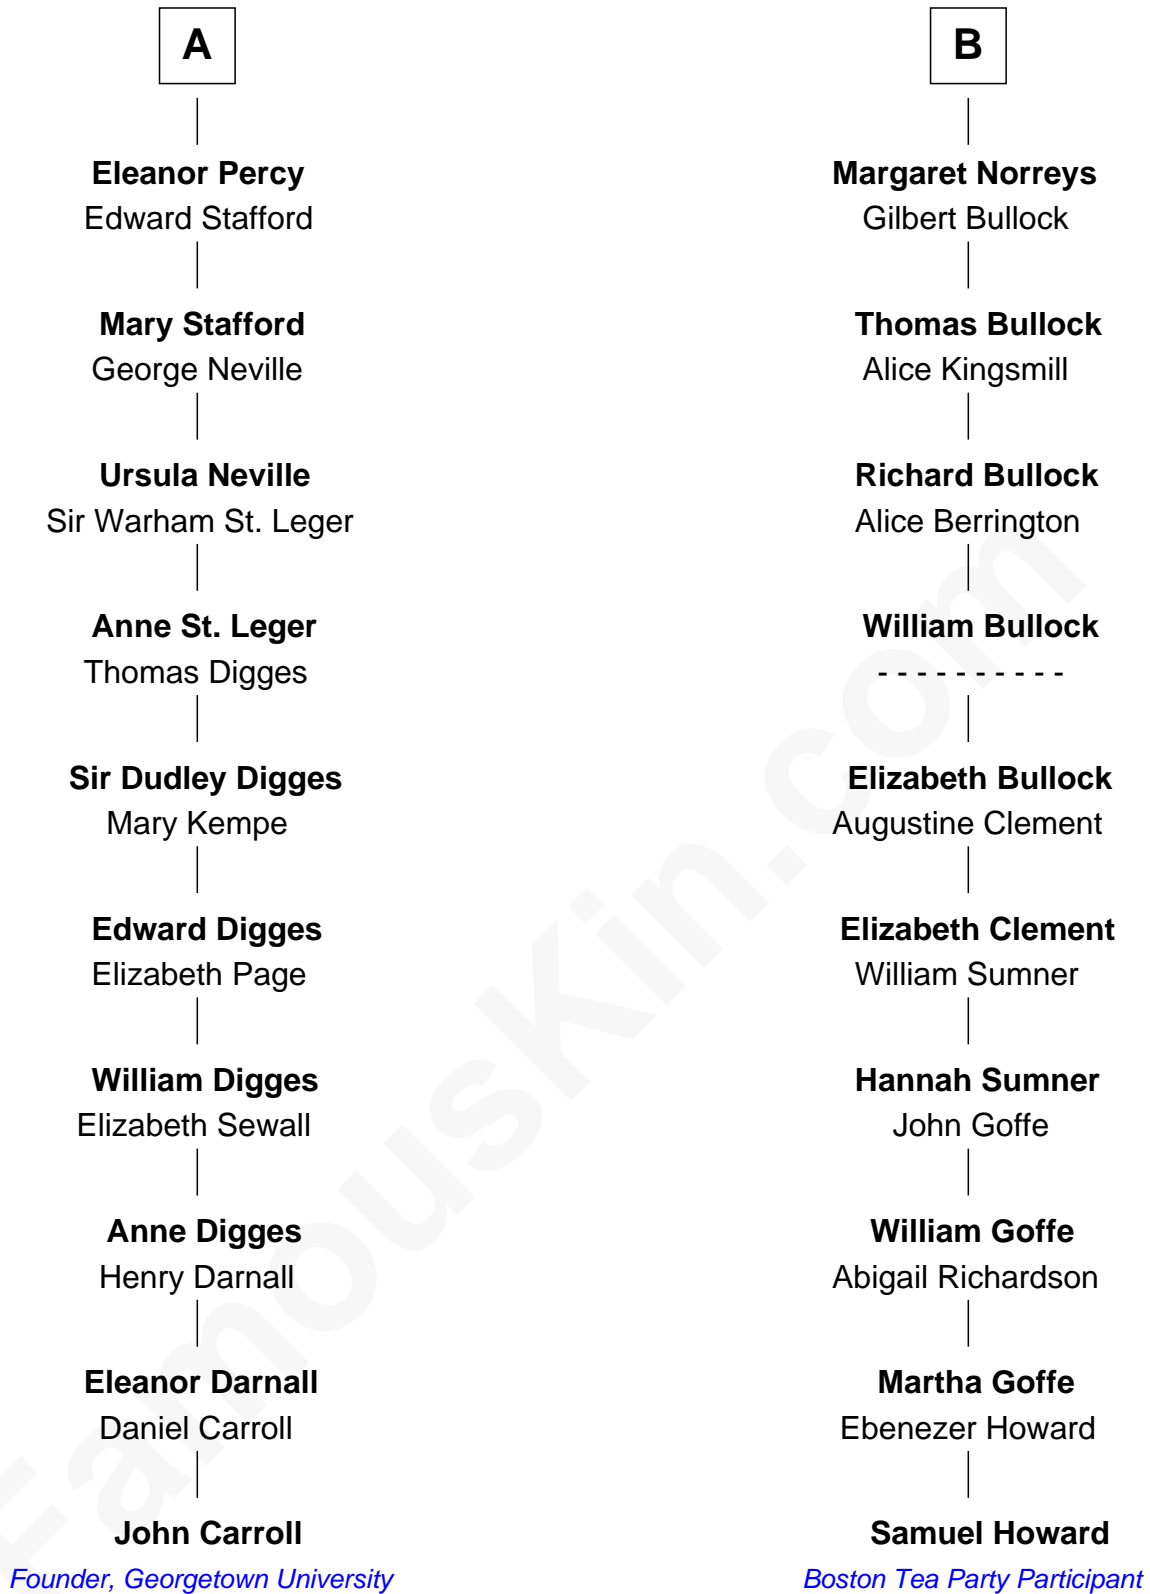 A
Eleanor Percy
Edward Stafford
Mary Stafford
George Neville
Ursula Neville
Sir Warham St. Leger
Anne St. Leger
Thomas Digges
Sir Dudley Digges
Mary Kempe
Edward Digges
Elizabeth Page
William Digges
Elizabeth Sewall
Anne Digges
Henry Darnall
Eleanor Darnall
Daniel Carroll
John Carroll
Founder, Georgetown University
B
Margaret Norreys
Gilbert Bullock
Thomas Bullock
Alice Kingsmill
Richard Bullock
Alice Berrington
William Bullock
- - - - - - - - - -
Elizabeth Bullock
Augustine Clement
Elizabeth Clement
William Sumner
Hannah Sumner
John Goffe
William Goffe
Abigail Richardson
Martha Goffe
Ebenezer Howard
Samuel Howard
Boston Tea Party Participant
FamousKin.com